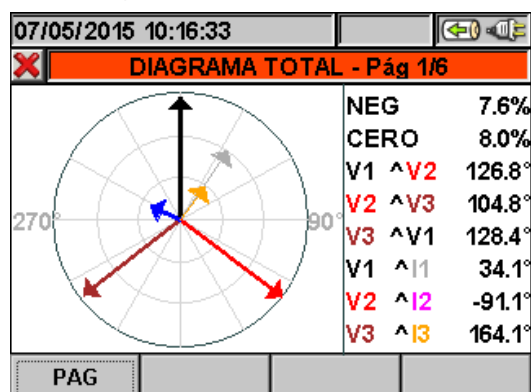 07/05/2015 10:16:33
DIAGRAMA TOTAL - Pág 1/6
NEG 7.6%
CERO 8.0%
V1 ^V2 126.8°
V2 ^V3 104.8°
V3 ^V1 128.4°
V1 ^I1 34.1°
V2 ^I2 -91.1°
V3 ^I3 164.1°
270° 90°
PAG